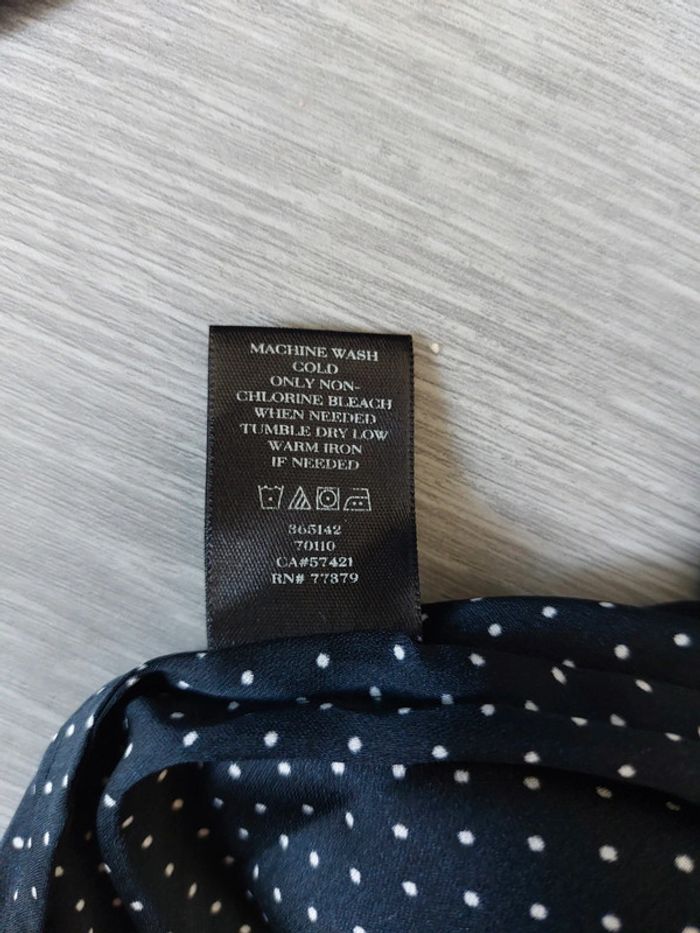 MACHINE WASH
COLD
ONLY NON-
CHLORINE BLEACH
WHEN NEEDED
TUMBLE DRY LOW
WARM IRON
IF NEEDED
365142
70110
CA#57421
RN# 77379